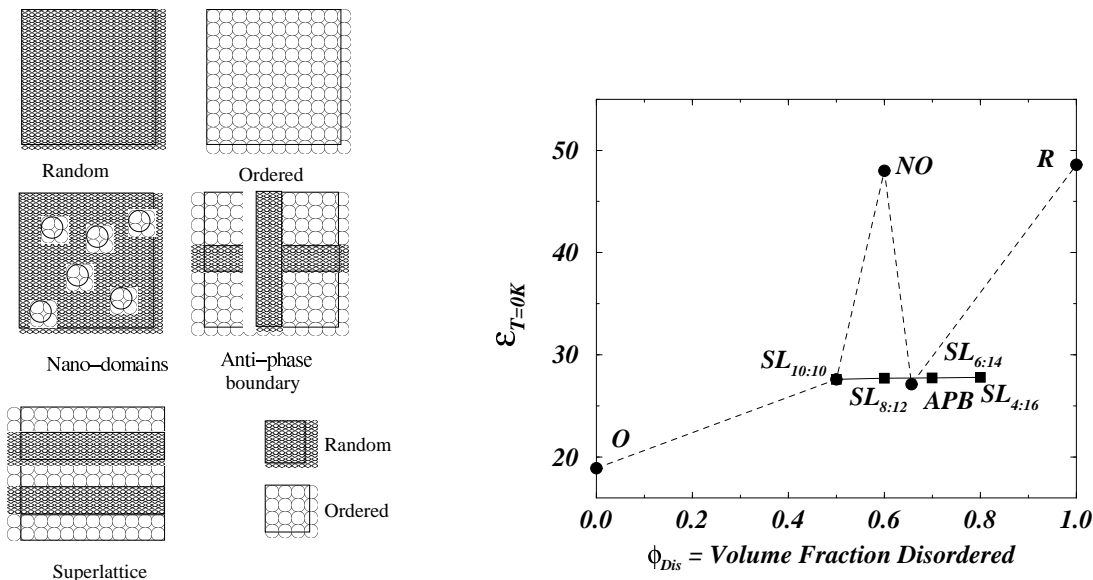 Random
Ordered
Nano-domains
Anti-phase
boundary
Superlattice
Random
Ordered
ε_{T=0K}
50
40
30
20
0.0
0.2
0.4
0.6
0.8
1.0
O
SL_{10:10}
NO
SL_{8:12}
APB
SL_{6:14}
SL_{4:16}
R
ϕ_{Dis} = Volume Fraction Disordered